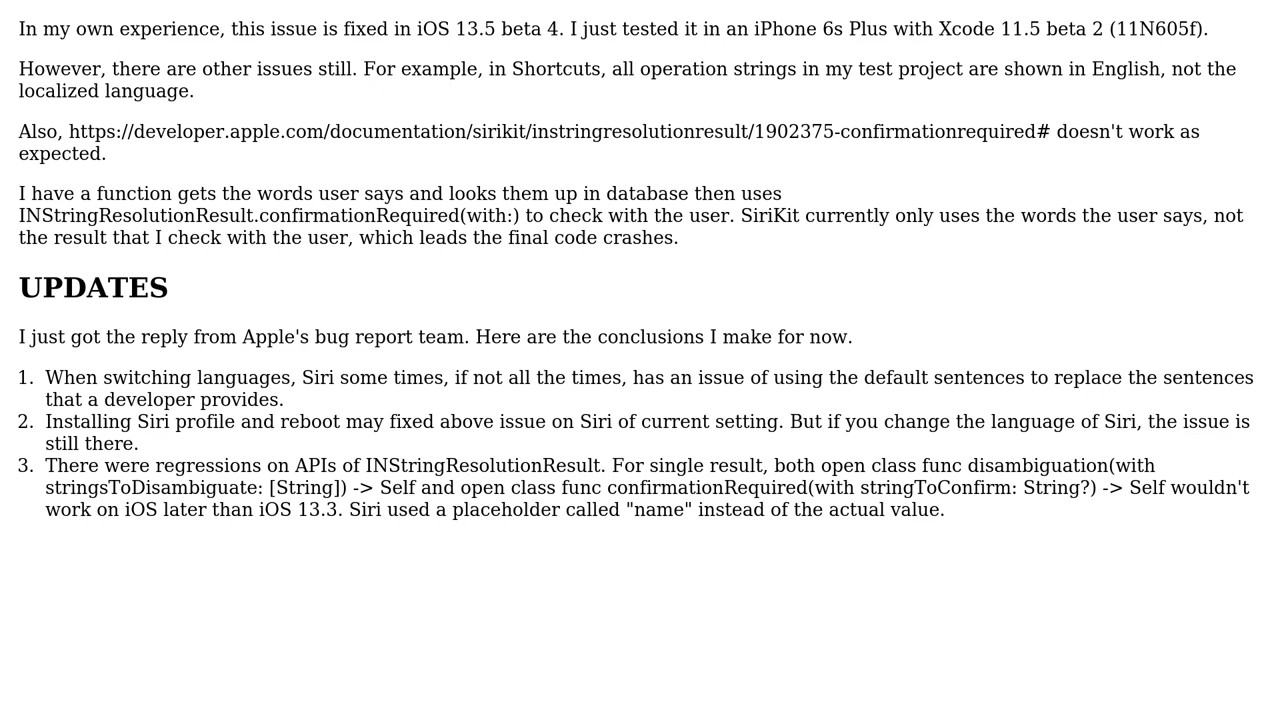 In my own experience, this issue is fixed in iOS 13.5 beta 4. I just tested it in an iPhone 6s Plus with Xcode 11.5 beta 2 (11N605f).
However, there are other issues still. For example, in Shortcuts, all operation strings in my test project are shown in English, not the
localized language.
Also, https://developer.apple.com/documentation/sirikit/instringresolutionresult/1902375-confirmationrequired# doesn't work as
expected.
I have a function gets the words user says and looks them up in database then uses
INStringResolutionResult.confirmationRequired(with:) to check with the user. SiriKit currently only uses the words the user says, not
the result that I check with the user, which leads the final code crashes.
UPDATES
I just got the reply from Apple's bug report team. Here are the conclusions I make for now.
1. When switching languages, Siri some times, if not all the times, has an issue of using the default sentences to replace the sentences
that a developer provides.
2. Installing Siri profile and reboot may fixed above issue on Siri of current setting. But if you change the language of Siri, the issue is
still there.
3. There were regressions on APIs of INStringResolutionResult. For single result, both open class func disambiguation(with
stringsToDisambiguate: [String]) -> Self and open class func confirmationRequired(with stringToConfirm: String?) -> Self wouldn't
work on iOS later than iOS 13.3. Siri used a placeholder called "name" instead of the actual value.